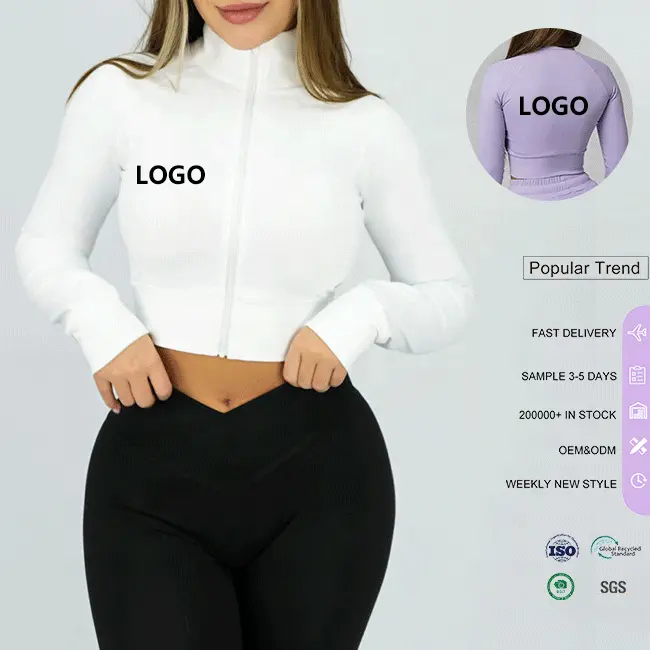 LOGO
LOGO
Popular Trend
FAST DELIVERY
SAMPLE 3-5 DAYS
200000+ IN STOCK
OEM&ODM
WEEKLY NEW STYLE
ISO
Global Recycled
Standard
SGS